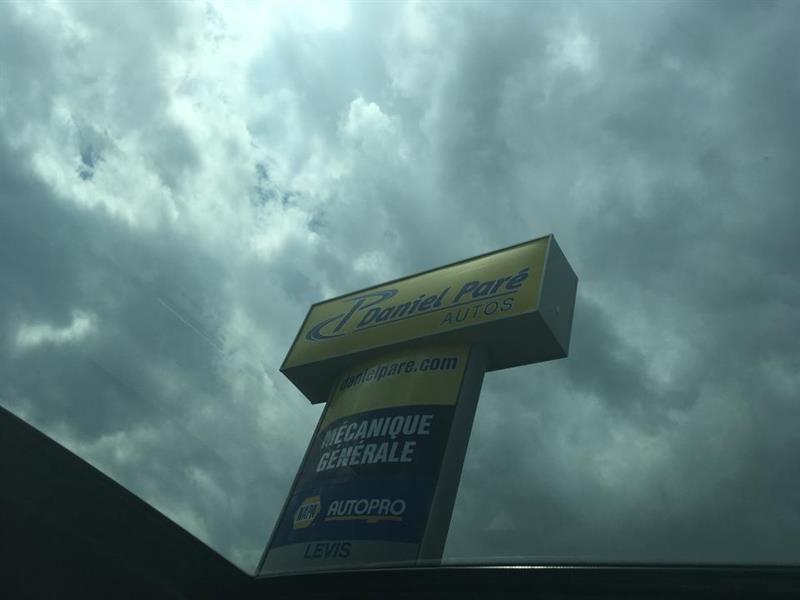 Daniel Paré
AUTOS
danielpare.com
MÉCANIQUE
GÉNÉRALE
NAPA AUTOPRO
LEVIS